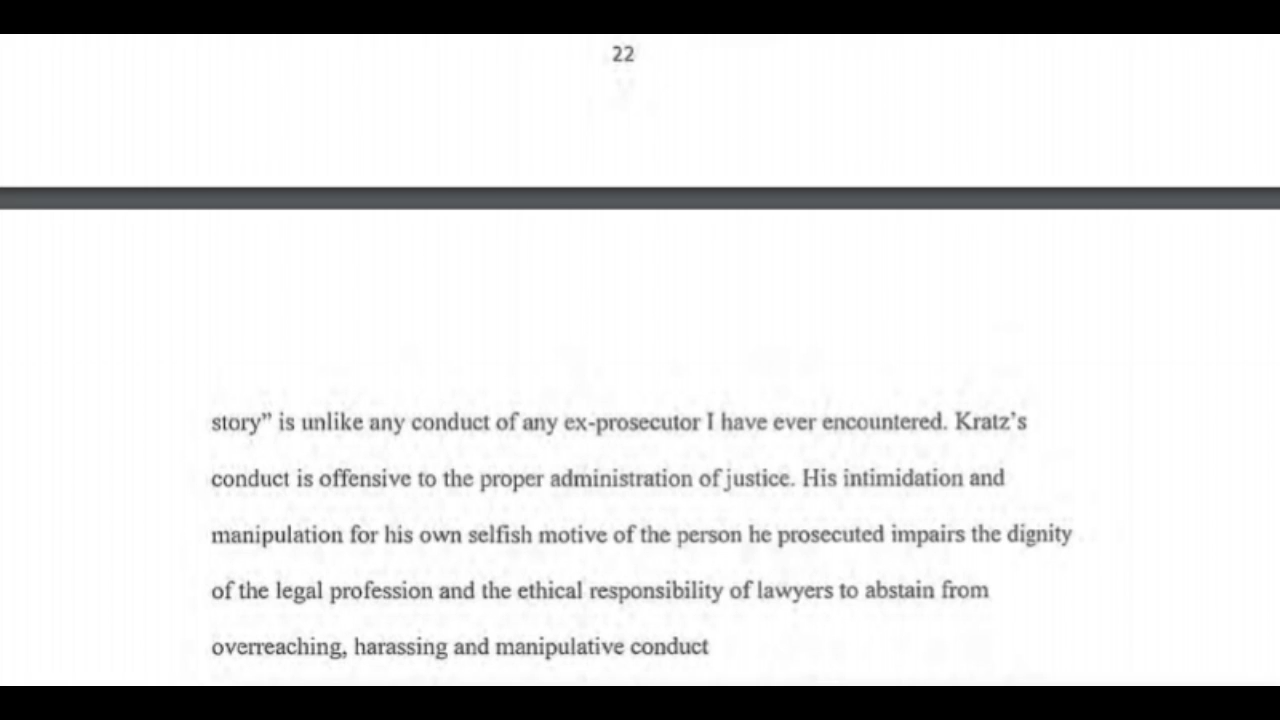 22
story” is unlike any conduct of any ex-prosecutor I have ever encountered. Kratz’s
conduct is offensive to the proper administration of justice. His intimidation and
manipulation for his own selfish motive of the person he prosecuted impairs the dignity
of the legal profession and the ethical responsibility of lawyers to abstain from
overreaching, harassing and manipulative conduct